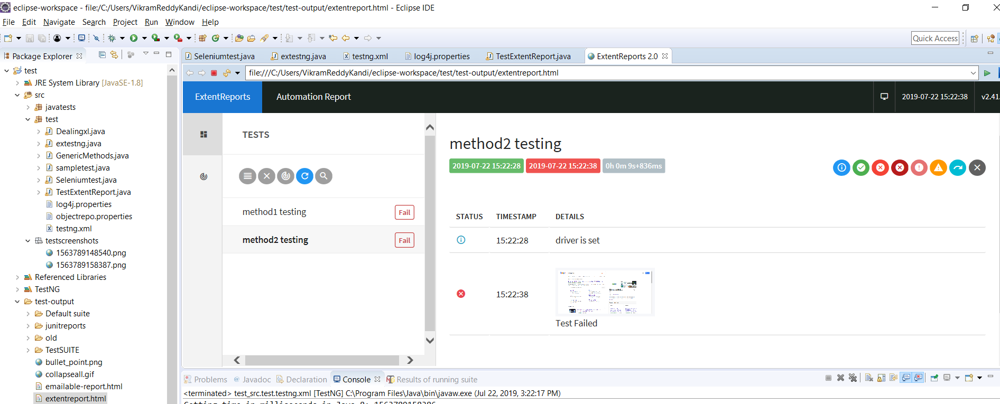 eclipse-workspace - file:/C:/Users/VikramReddyKandi/eclipse-workspace/test/test-output/extentreport.html - Eclipse IDE
File Edit Navigate Search Project Run Window Help
Quick Access
Package Explorer
test
JRE System Library [JavaSE-1.8]
src
javatests
test
Dealingxl.java
extestng.java
GenericMethods.java
sampletest.java
Seleniumtest.java
TestExtentReport.java
log4j.properties
objectrepo.properties
testng.xml
testscreenshots
1563789148540.png
1563789158387.png
Referenced Libraries
TestNG
test-output
Default suite
junitreports
old
TestSUITE
bullet_point.png
collapseall.gif
emailable-report.html
extentreport.html
Seleniumtest.java extestng.java testng.xml log4j.properties TestExtentReport.java ExtentReports 2.0
file:///C:/Users/VikramReddyKandi/eclipse-workspace/test/test-output/extentreport.html
ExtentReports Automation Report 2019-07-22 15:22:38 v2.41.
TESTS
method1 testing Fail
method2 testing Fail
method2 testing
2019-07-22 15:22:28 2019-07-22 15:22:38 0h 0m 9s+836ms
STATUS TIMESTAMP DETAILS
15:22:28 driver is set
15:22:38
Test Failed
Problems @ Javadoc Declaration Console Results of running suite
<terminated> test_src.test.testng.xml [TestNG] C:\Program Files\Java\bin\javaw.exe (Jul 22, 2019, 3:22:17 PM)
Getting time in milliseconds in Java 8: 1563789158386